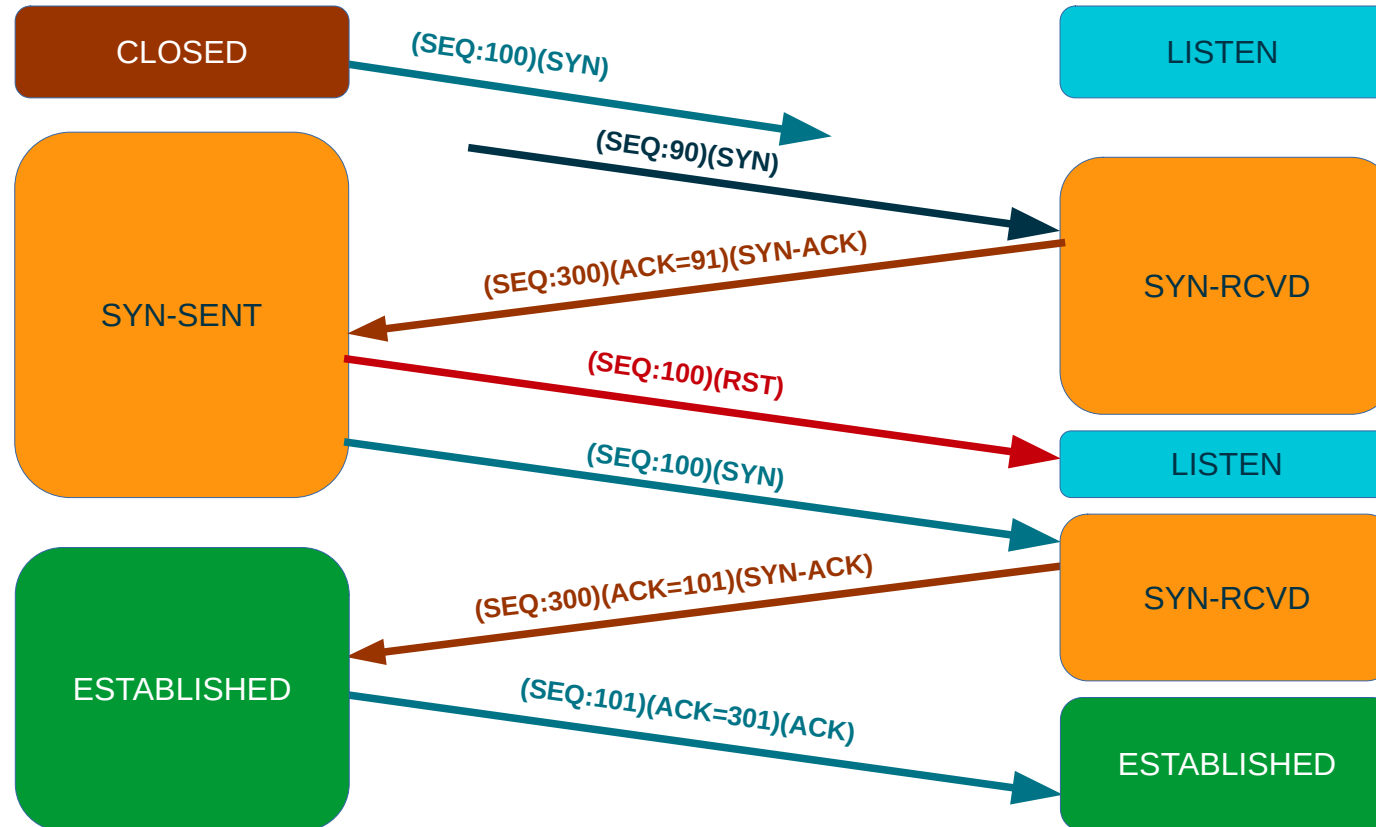 CLOSED
(SEQ:100)(SYN)
LISTEN
(SEQ:90)(SYN)
(SEQ:300)(ACK=91)(SYN-ACK)
SYN-SENT
SYN-RCVD
(SEQ:100)(RST)
(SEQ:100)(SYN)
LISTEN
(SEQ:300)(ACK=101)(SYN-ACK)
SYN-RCVD
ESTABLISHED
(SEQ:101)(ACK=301)(ACK)
ESTABLISHED